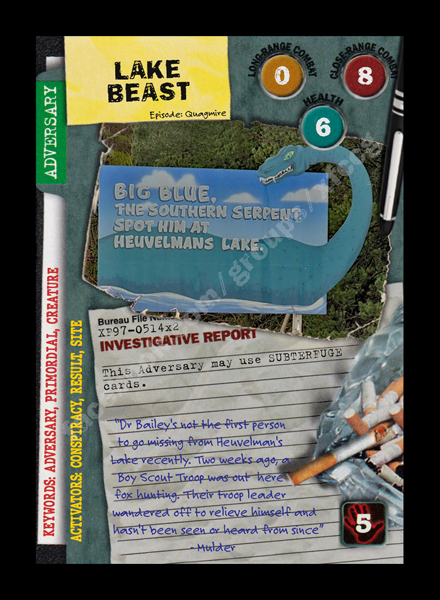 LAKE
BEAST
Episode: Quagmire
LONG-RANGE COMBAT
0
CLOSE-RANGE COMBAT
8
HEALTH
6
ADVERSARY
KEYWORDS: ADVERSARY, PRIMORDIAL, CREATURE
ACTIVATORS: CONSPIRACY, RESULT, SITE
BIG BLUE,
THE SOUTHERN SERPENT.
SPOT HIM AT
HEUVELMANS LAKE.
Bureau File
XF97-0514x2
INVESTIGATIVE REPORT
This Adversary may use SUBTERFUGE
cards.
"Dr Bailey's not the first person
to go missing from Heuvelman's
Lake recently. Two weeks ago, a
Boy Scout Troop was out here
fox hunting. Their troop leader
wandered off to relieve himself and
hasn't been seen or heard from since"
- Mulder
5